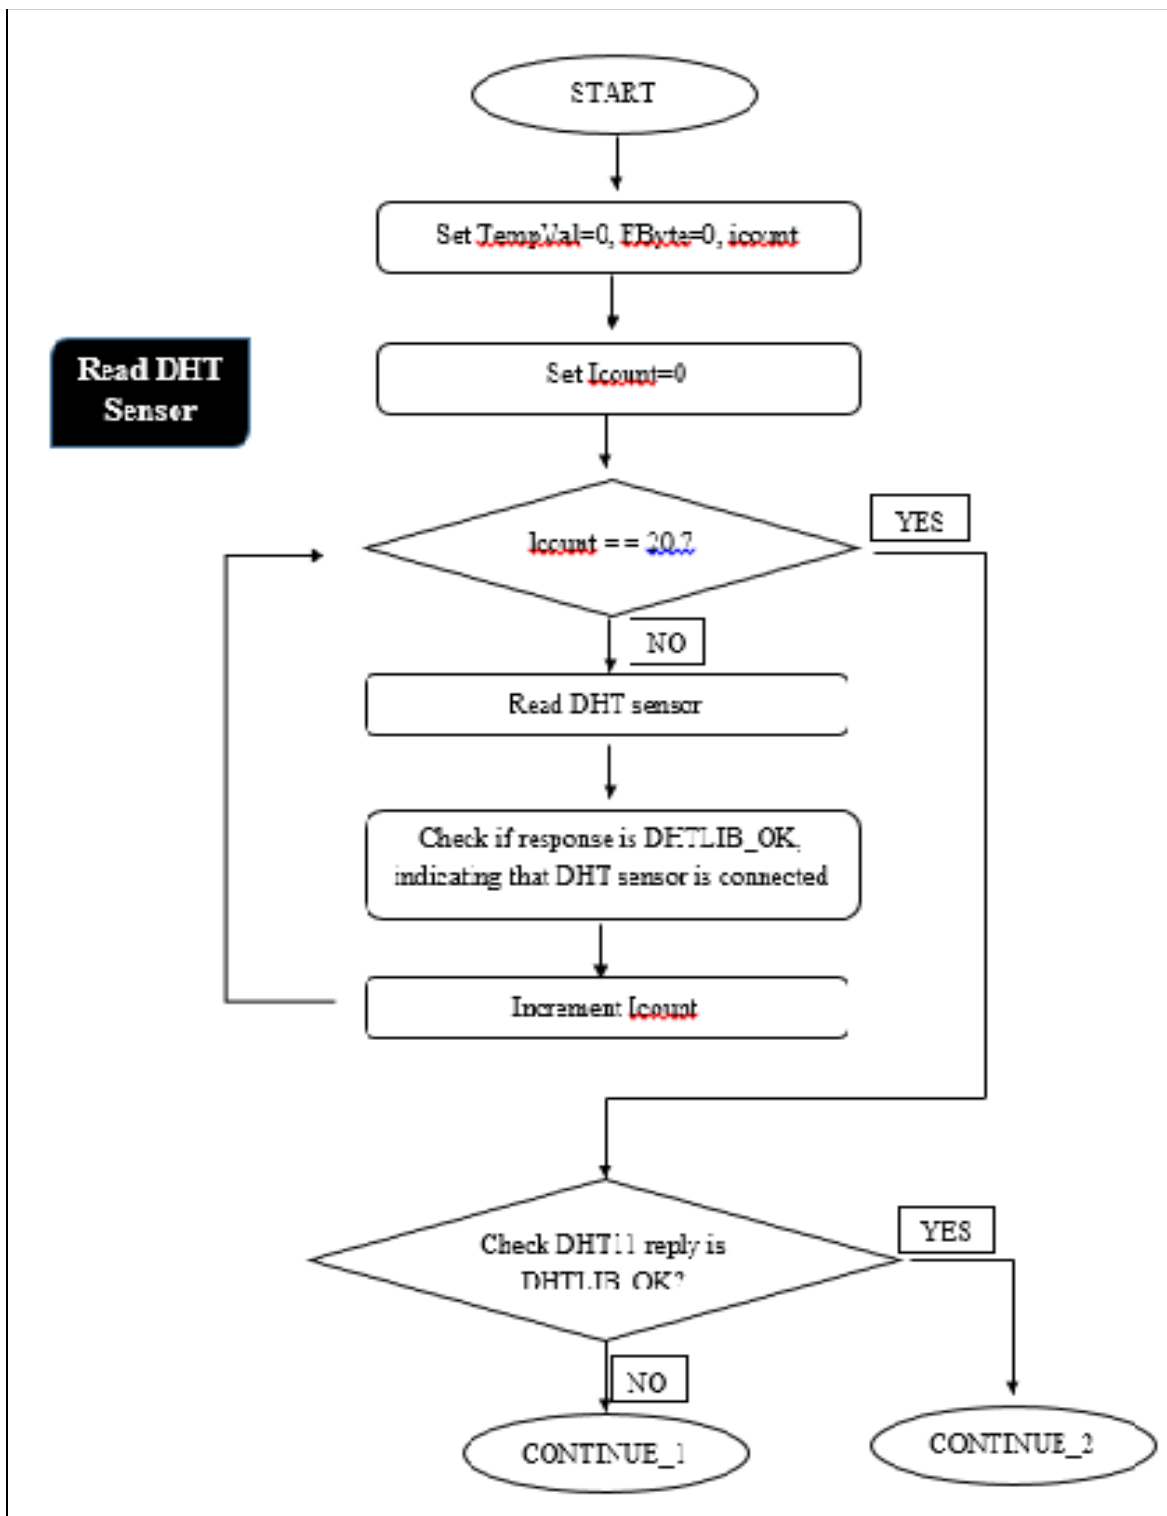 START
Set TempVal=0, FByte=0, icount
Set Icount=0
Read DHT
Sensor
Icount == 20.?
YES
NO
Read DHT sensor
Check if response is DHTLIB_OK,
indicating that DHT sensor is connected
Increment Icount
Check DHT11 reply is
DHTLIB_OK?
YES
NO
CONTINUE_1
CONTINUE_2